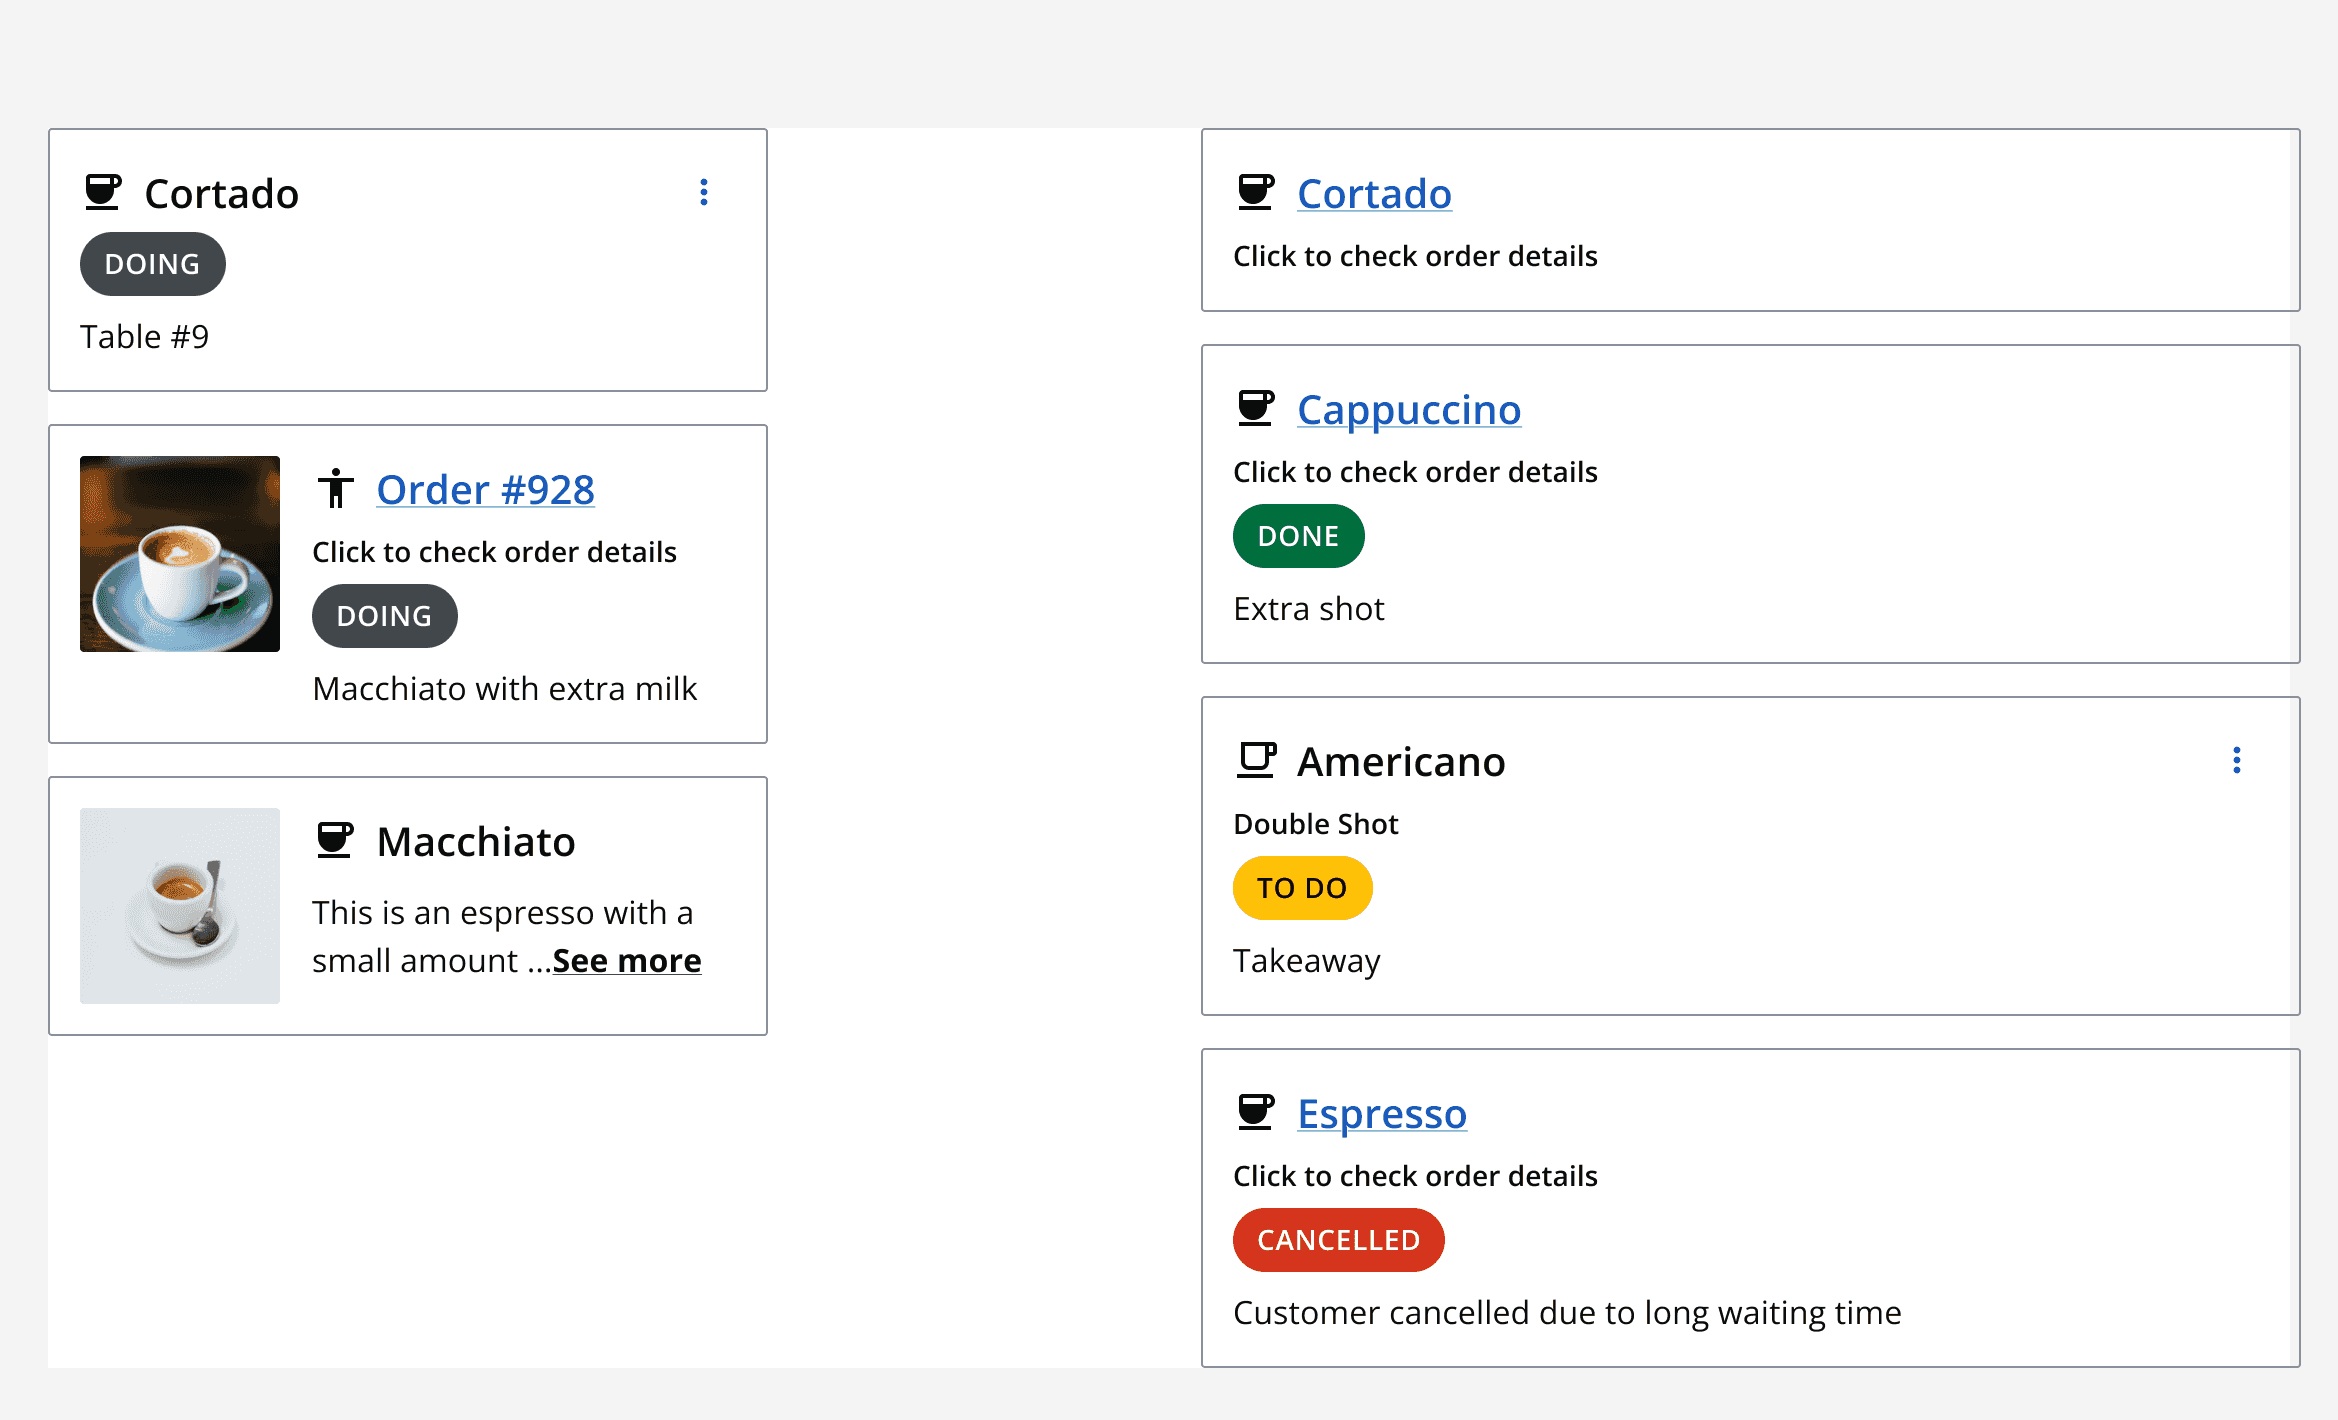 Cortado
DOING
Table #9
Order #928
Click to check order details
DOING
Macchiato with extra milk
Macchiato
This is an espresso with a
small amount ...See more
Cortado
Click to check order details
Cappuccino
Click to check order details
DONE
Extra shot
Americano
Double Shot
TO DO
Takeaway
Espresso
Click to check order details
CANCELLED
Customer cancelled due to long waiting time